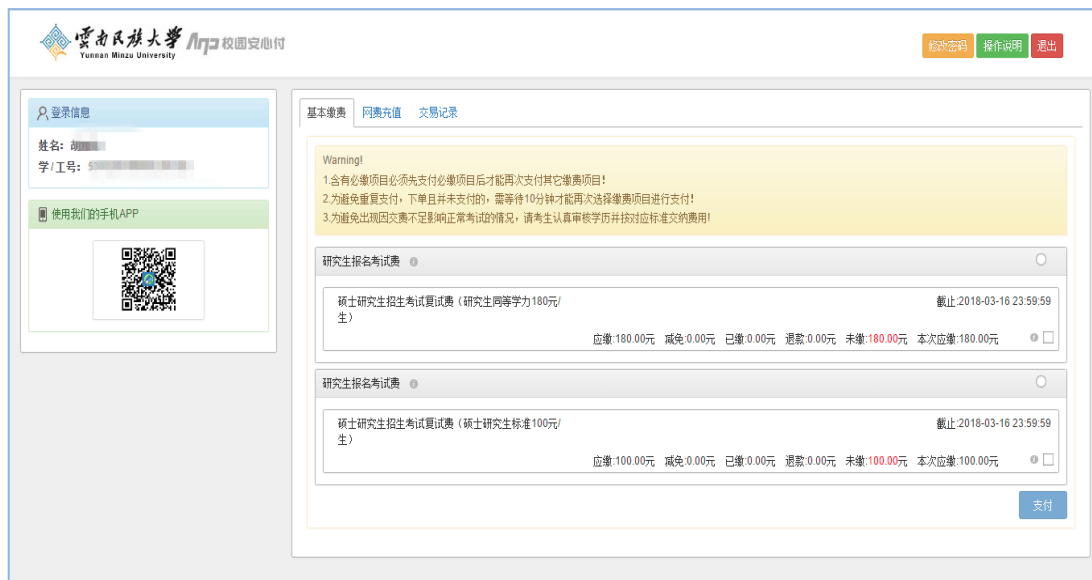 雲南民族大學
Yunnan Minzu University
校园安心付
修改密码 操作说明 退出
登录信息
姓名：胡
学/工号：
使用我们的手机APP
基本缴费 网费充值 交易记录
Warning!
1.含有必缴项目必须先支付必缴项目后才能再次支付其它缴费项目！
2.为避免重复支付，下单且并未支付的，需等待10分钟才能再次选择缴费项目进行支付！
3.为避免出现因交费不足影响正常考试的情况，请考生认真审核学历并按对应标准交纳费用!
研究生报名考试费
硕士研究生招生考试复试费（研究生同等学力180元/
生）
截止:2018-03-16 23:59:59
应缴:180.00元 减免:0.00元 已缴:0.00元 退款:0.00元 未缴:180.00元 本次应缴:180.00元
研究生报名考试费
硕士研究生招生考试复试费（硕士研究生标准100元/
生）
截止:2018-03-16 23:59:59
应缴:100.00元 减免:0.00元 已缴:0.00元 退款:0.00元 未缴:100.00元 本次应缴:100.00元
支付